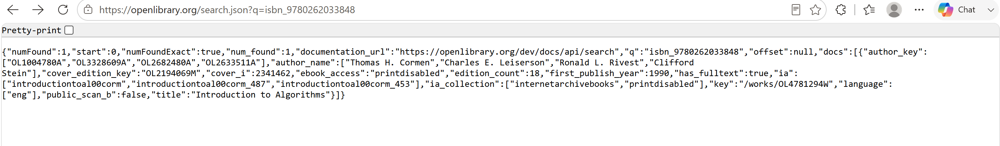 https://openlibrary.org/search.json?q=isbn_9780262033848
Chat
Pretty-print
{"numFound":1,"start":0,"numFoundExact":true,"num_found":1,"documentation_url":"https://openlibrary.org/dev/docs/api/search","q":"isbn_9780262033848","offset":null,"docs":[{"author_key":
["OL1004780A","OL3328609A","OL2682480A","OL2633511A"],"author_name":["Thomas H. Cormen","Charles E. Leiserson","Ronald L. Rivest","Clifford
Stein"],"cover_edition_key":"OL2194069M","cover_i":2341462,"ebook_access":"printdisabled","edition_count":18,"first_publish_year":1990,"has_fulltext":true,"ia":
["introductiontoal00corm","introductiontoal00corm_487","introductiontoal00corm_453"],"ia_collection":["internetarchivebooks","printdisabled"],"key":"/works/OL4781294W","language":
["eng"],"public_scan_b":false,"title":"Introduction to Algorithms"}]}